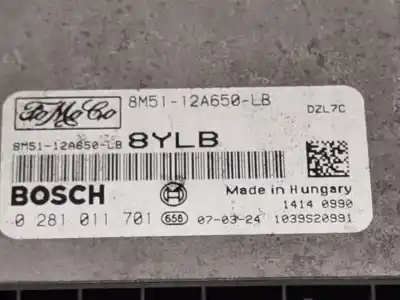 FoMoCo
8M51-12A650-LB
DZL7C
8M51-12A650-LB
8YLB
BOSCH
Made in Hungary
1414 0990
0 281 011 701
658
07-03-24
1039S20991